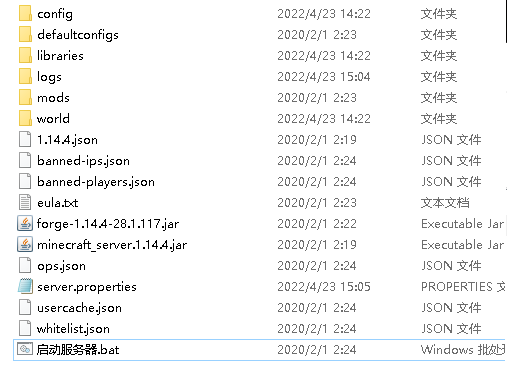 config 2022/4/23 14:22 文件夹
defaultconfigs 2020/2/1 2:23 文件夹
libraries 2022/4/23 14:22 文件夹
logs 2022/4/23 15:04 文件夹
mods 2020/2/1 2:23 文件夹
world 2022/4/23 14:22 文件夹
1.14.4.json 2020/2/1 2:19 JSON 文件
banned-ips.json 2020/2/1 2:24 JSON 文件
banned-players.json 2020/2/1 2:24 JSON 文件
eula.txt 2020/2/1 2:23 文本文档
forge-1.14.4-28.1.117.jar 2020/2/1 2:22 Executable Jar
minecraft_server.1.14.4.jar 2020/2/1 2:19 Executable Jar
ops.json 2020/2/1 2:24 JSON 文件
server.properties 2022/4/23 15:05 PROPERTIES 文
usercache.json 2020/2/1 2:24 JSON 文件
whitelist.json 2020/2/1 2:24 JSON 文件
启动服务器.bat 2020/2/1 2:24 Windows 批处